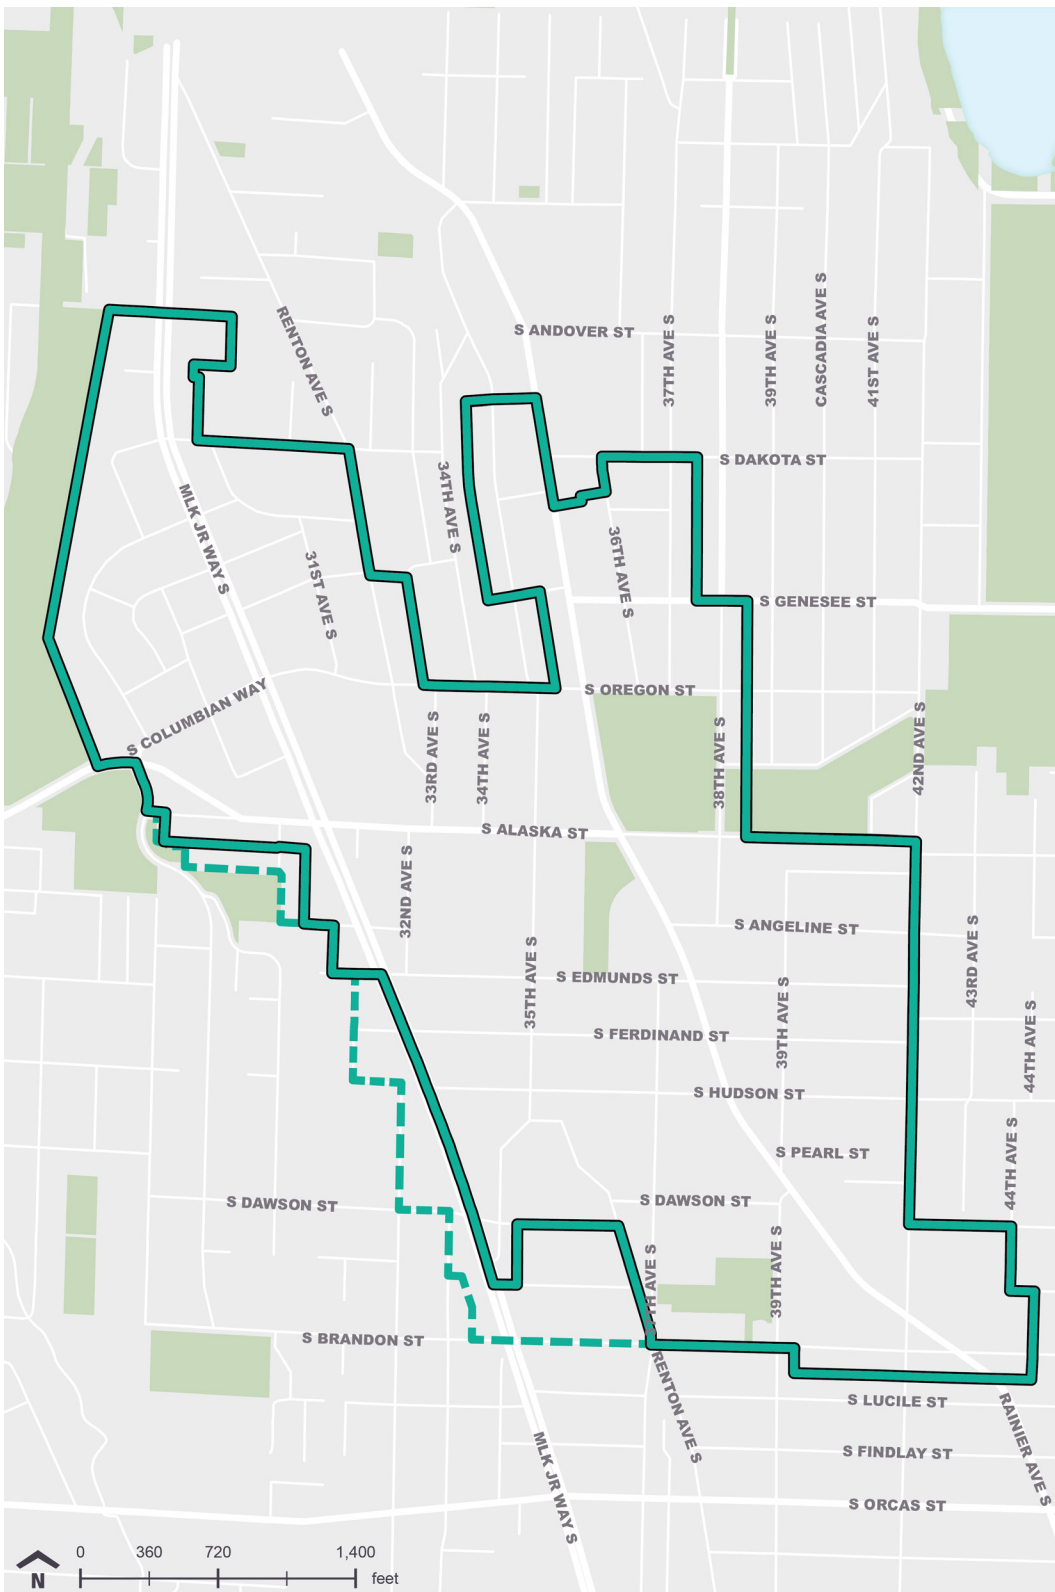 S ANDOVER ST
RENTON AVE S
37TH AVE S
39TH AVE S
CASCADIA AVE S
41ST AVE S
S DAKOTA ST
34TH AVE S
MLK JR WAY S
31ST AVE S
36TH AVE S
S GENESEE ST
S COLUMBIAN WAY
S OREGON ST
33RD AVE S
34TH AVE S
38TH AVE S
42ND AVE S
S ALASKA ST
32ND AVE S
S ANGELINE ST
35TH AVE S
S EDMUNDS ST
39TH AVE S
43RD AVE S
S FERDINAND ST
44TH AVE S
S HUDSON ST
S PEARL ST
44TH AVE S
S DAWSON ST
S DAWSON ST
TH AVE S
39TH AVE S
S BRANDON ST
RENTON AVE S
S LUCILE ST
RAINIER AVE S
S FINDLAY ST
MLK JR WAY S
S ORCAS ST
0 360 720 1,400
feet
N